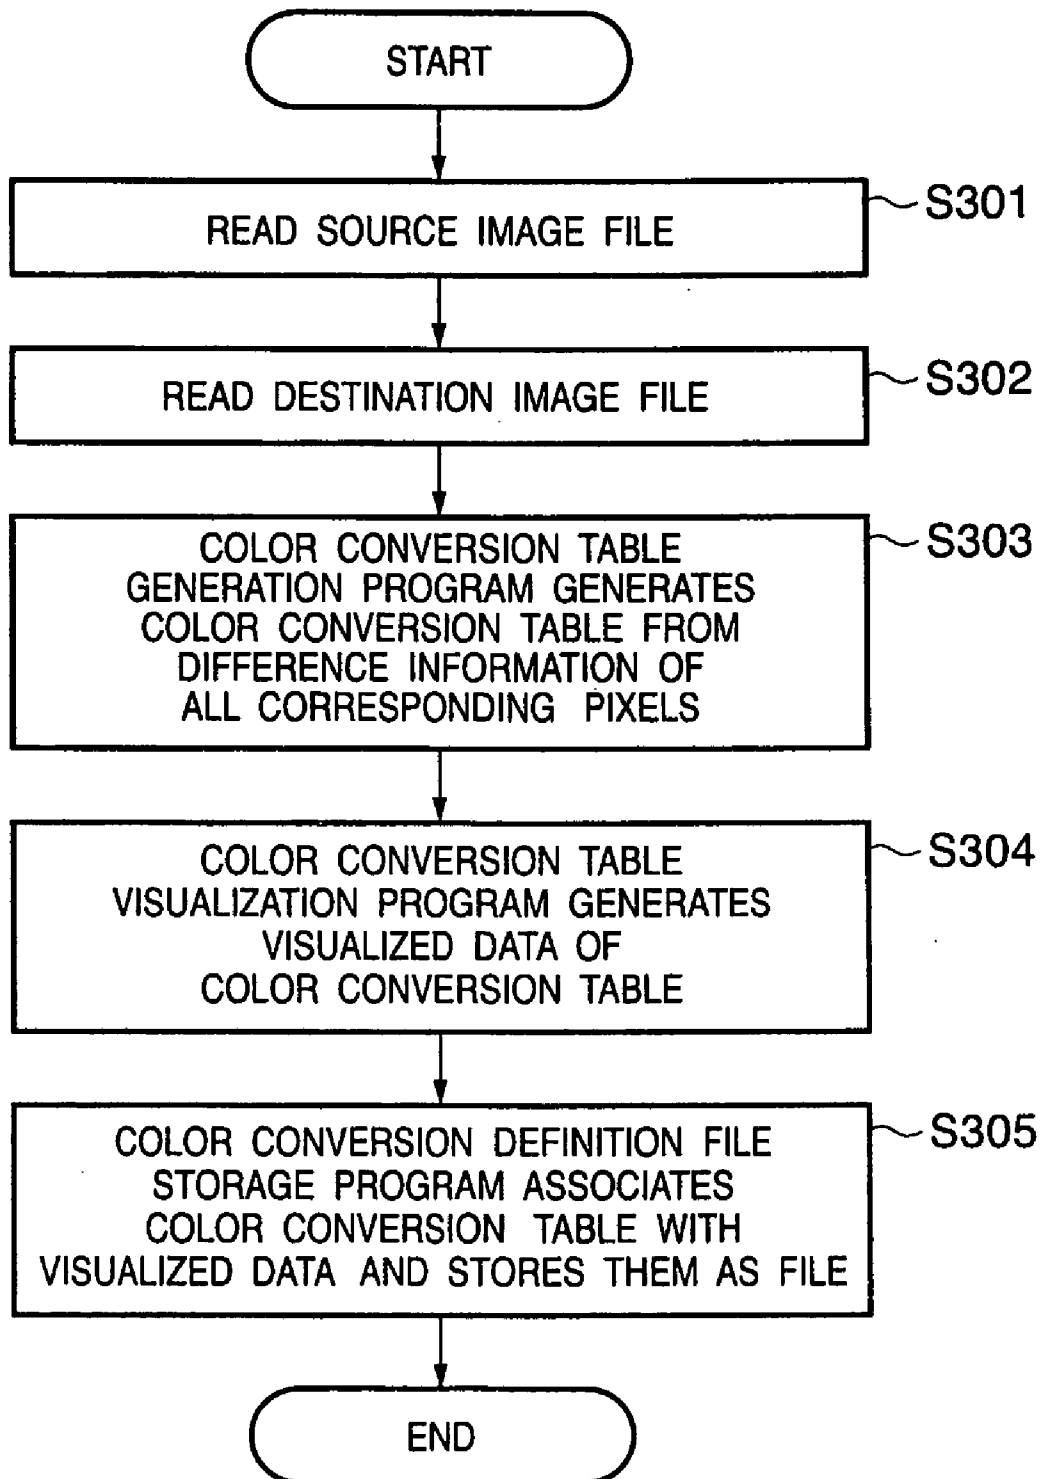 START
READ SOURCE IMAGE FILE
S301
READ DESTINATION IMAGE FILE
S302
COLOR CONVERSION TABLE
GENERATION PROGRAM GENERATES
COLOR CONVERSION TABLE FROM
DIFFERENCE INFORMATION OF
ALL CORRESPONDING PIXELS
S303
COLOR CONVERSION TABLE
VISUALIZATION PROGRAM GENERATES
VISUALIZED DATA OF
COLOR CONVERSION TABLE
S304
COLOR CONVERSION DEFINITION FILE
STORAGE PROGRAM ASSOCIATES
COLOR CONVERSION TABLE WITH
VISUALIZED DATA AND STORES THEM AS FILE
S305
END